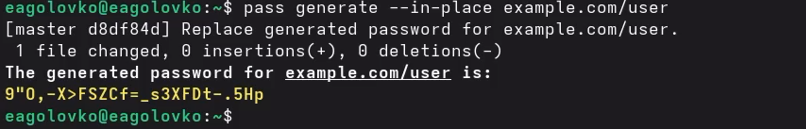 eagolovko@eagolovko:~$ pass generate --in-place example.com/user
[master d8df84d] Replace generated password for example.com/user.
 1 file changed, 0 insertions(+), 0 deletions(-)
The generated password for example.com/user is:
9"O,-X>FSZCf=_s3XFDt-.5Hp
eagolovko@eagolovko:~$